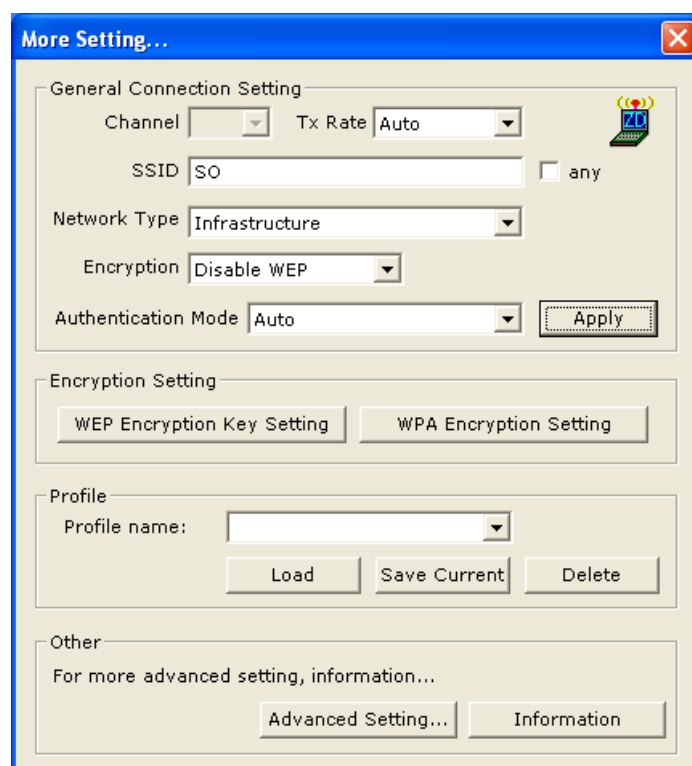 More Setting...
General Connection Setting
Channel Tx Rate Auto
ZD
SSID SO any
Network Type Infrastructure
Encryption Disable WEP
Authentication Mode Auto Apply
Encryption Setting
WEP Encryption Key Setting WPA Encryption Setting
Profile
Profile name:
Load Save Current Delete
Other
For more advanced setting, information...
Advanced Setting... Information